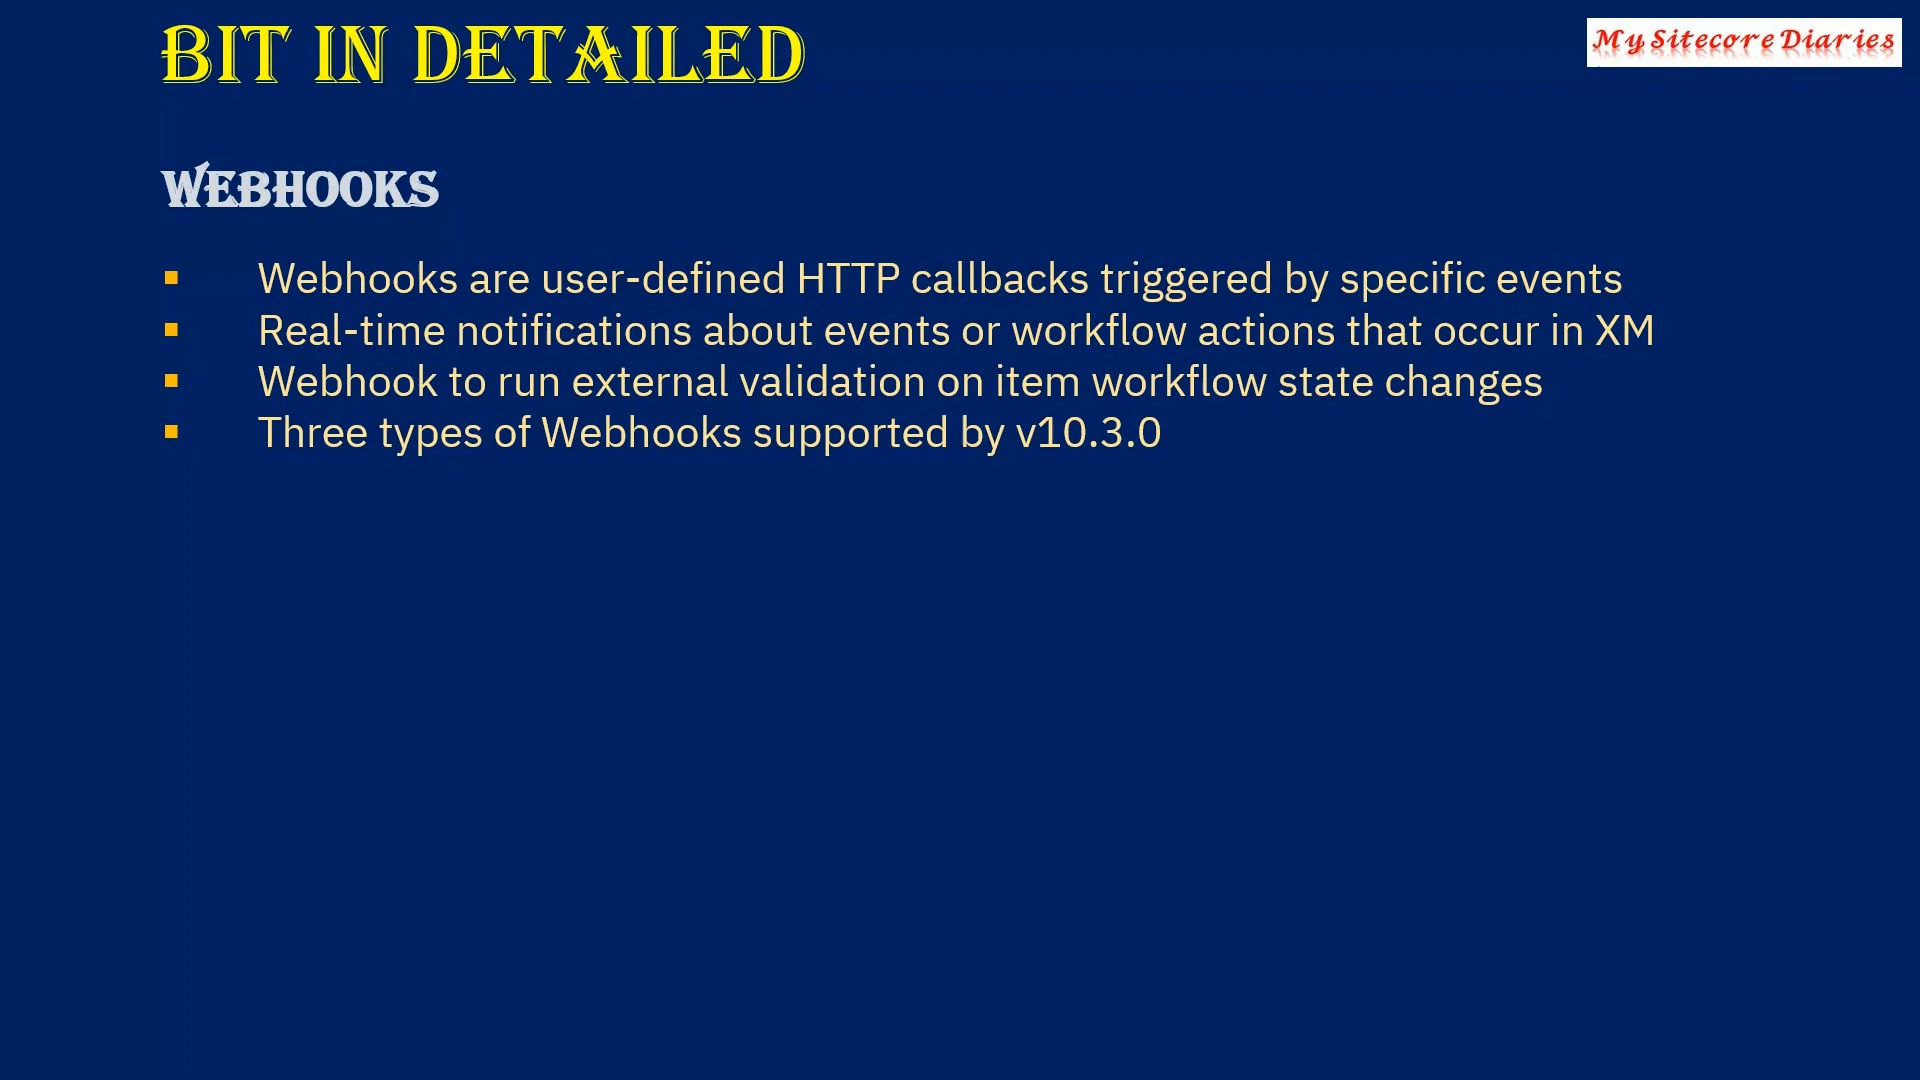 BIT IN DETAILED
My Sitecore Diaries
WEBHOOKS
▪ Webhooks are user-defined HTTP callbacks triggered by specific events
▪ Real-time notifications about events or workflow actions that occur in XM
▪ Webhook to run external validation on item workflow state changes
▪ Three types of Webhooks supported by v10.3.0